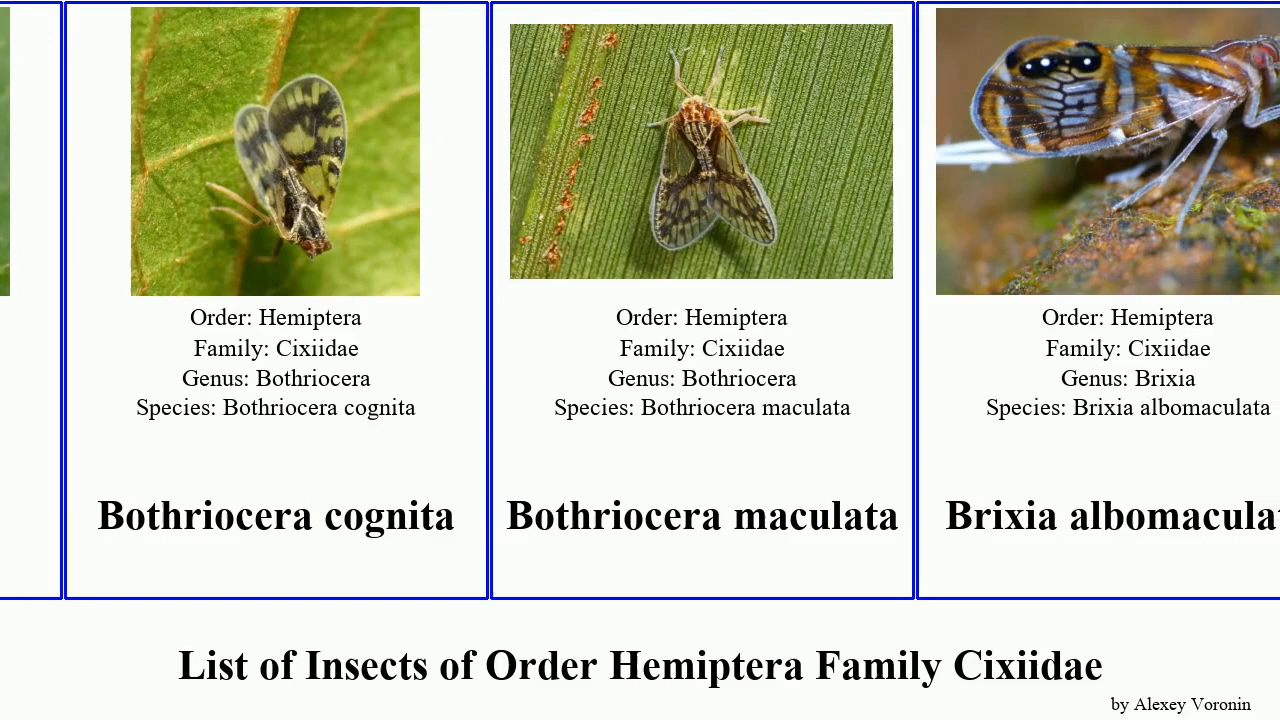 Order: Hemiptera
Family: Cixiidae
Genus: Bothriocera
Species: Bothriocera cognita
Bothriocera cognita
Order: Hemiptera
Family: Cixiidae
Genus: Bothriocera
Species: Bothriocera maculata
Bothriocera maculata
Order: Hemiptera
Family: Cixiidae
Genus: Brixia
Species: Brixia albomaculata
Brixia albomacula
List of Insects of Order Hemiptera Family Cixiidae
by Alexey Voronin